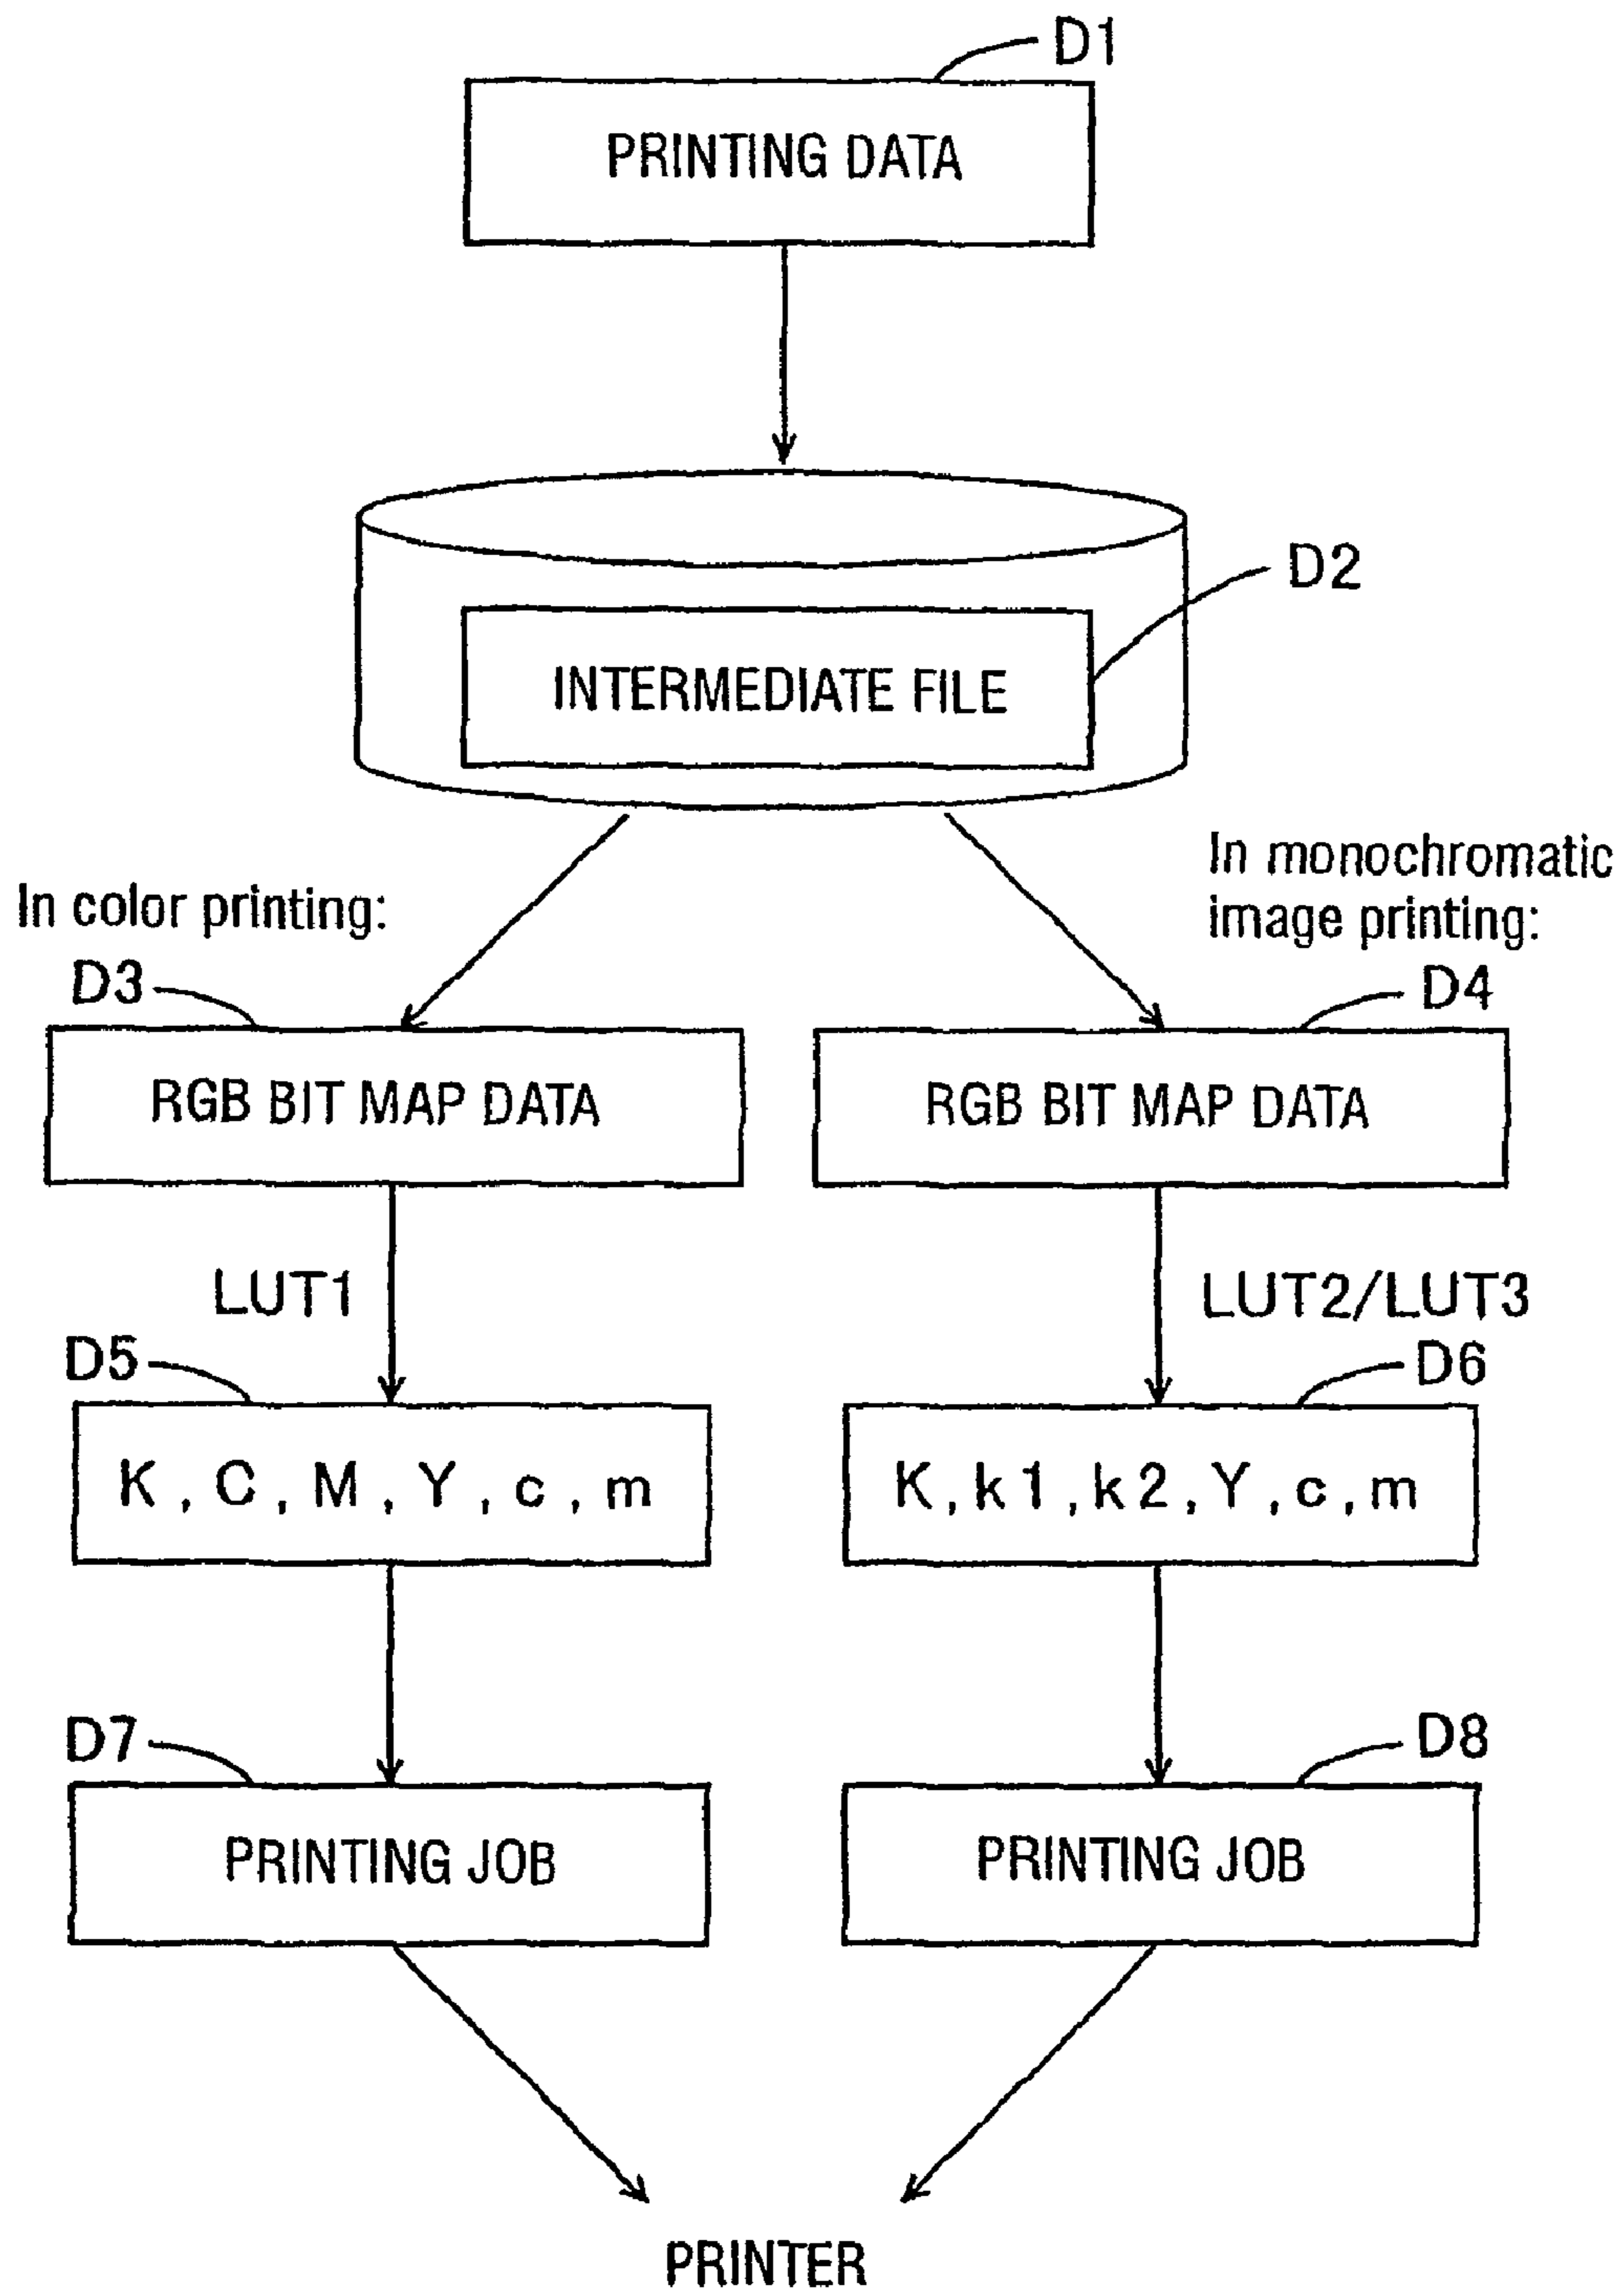 D1
PRINTING DATA
D2
INTERMEDIATE FILE
In color printing:
In monochromatic
image printing:
D3
D4
RGB BIT MAP DATA
RGB BIT MAP DATA
LUT1
LUT2/LUT3
D5
D6
K, C, M, Y, c, m
K, k1, k2, Y, c, m
D7
D8
PRINTING JOB
PRINTING JOB
PRINTER